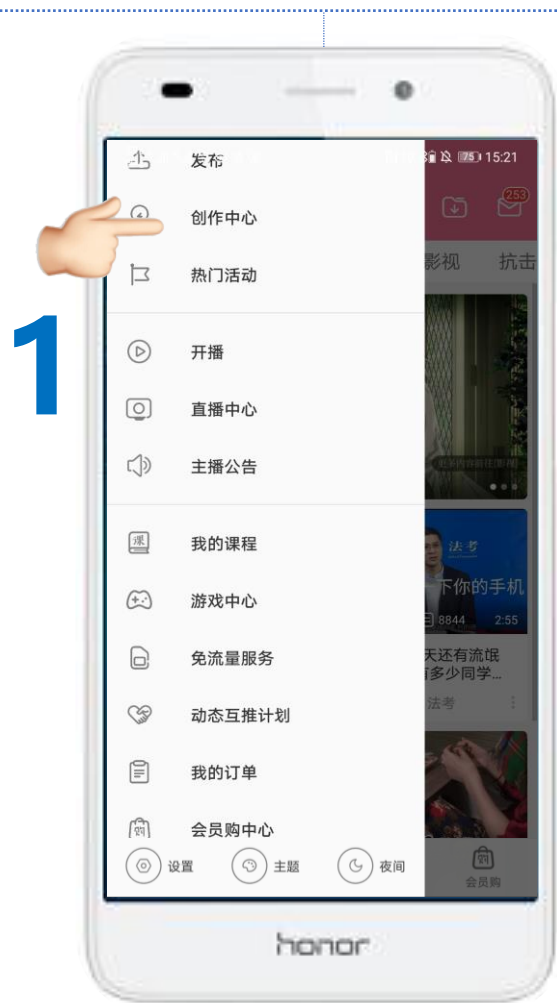 发布
15:21
75
创作中心
253
热门活动
影视
抗击
1
开播
直播中心
主播公告
我的课程
课
法考
下你的手机
游戏中心
8844
2:55
免流量服务
天还有流氓
有多少同学...
动态互推计划
法考
我的订单
会员购中心
设置
主题
夜间
会员购
honor